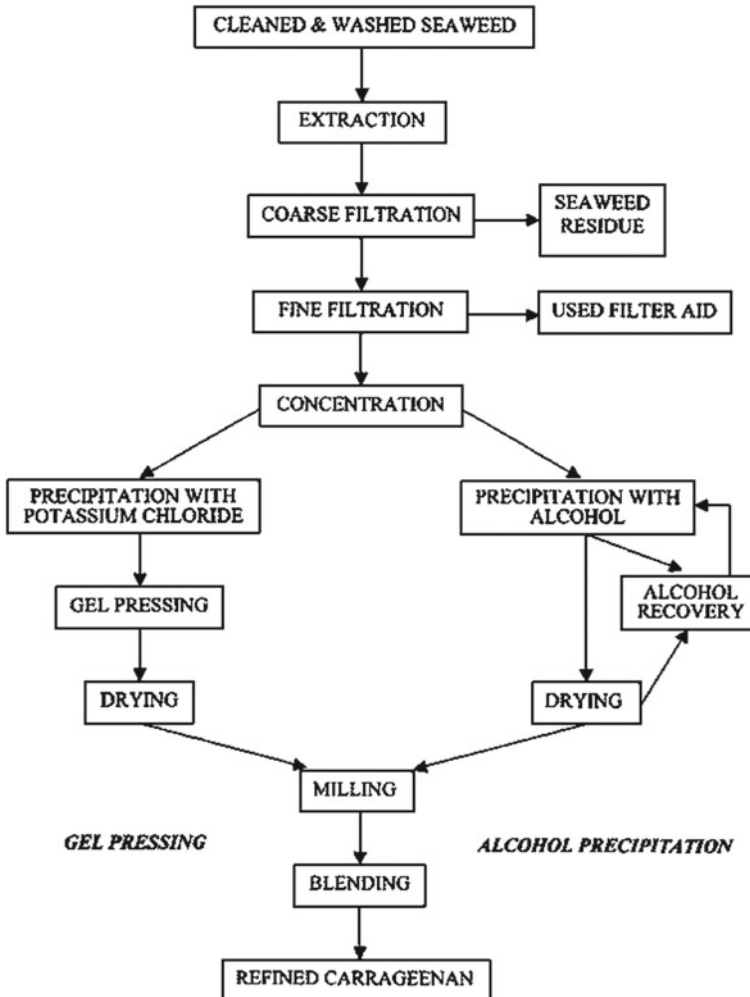 CLEANED & WASHED SEAWEED
EXTRACTION
COARSE FILTRATION
SEAWEED
RESIDUE
FINE FILTRATION
USED FILTER AID
CONCENTRATION
PRECIPITATION WITH
POTASSIUM CHLORIDE
PRECIPITATION WITH
ALCOHOL
GEL PRESSING
ALCOHOL
RECOVERY
DRYING
DRYING
MILLING
GEL PRESSING
ALCOHOL PRECIPITATION
BLENDING
REFINED CARRAGEENAN